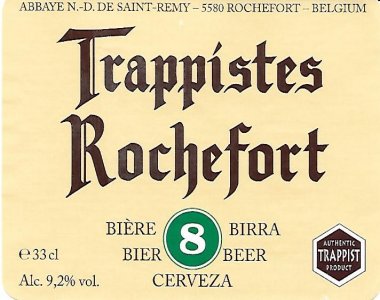 ABBAYE N.-D. DE SAINT-REMY – 5580 ROCHEFORT – BELGIUM
Trappistes
Rochefort
BIÈRE 8 BIRRA
BIER BEER
CERVEZA
℮ 33 cl
Alc. 9,2% vol.
AUTHENTIC
TRAPPIST
PRODUCT